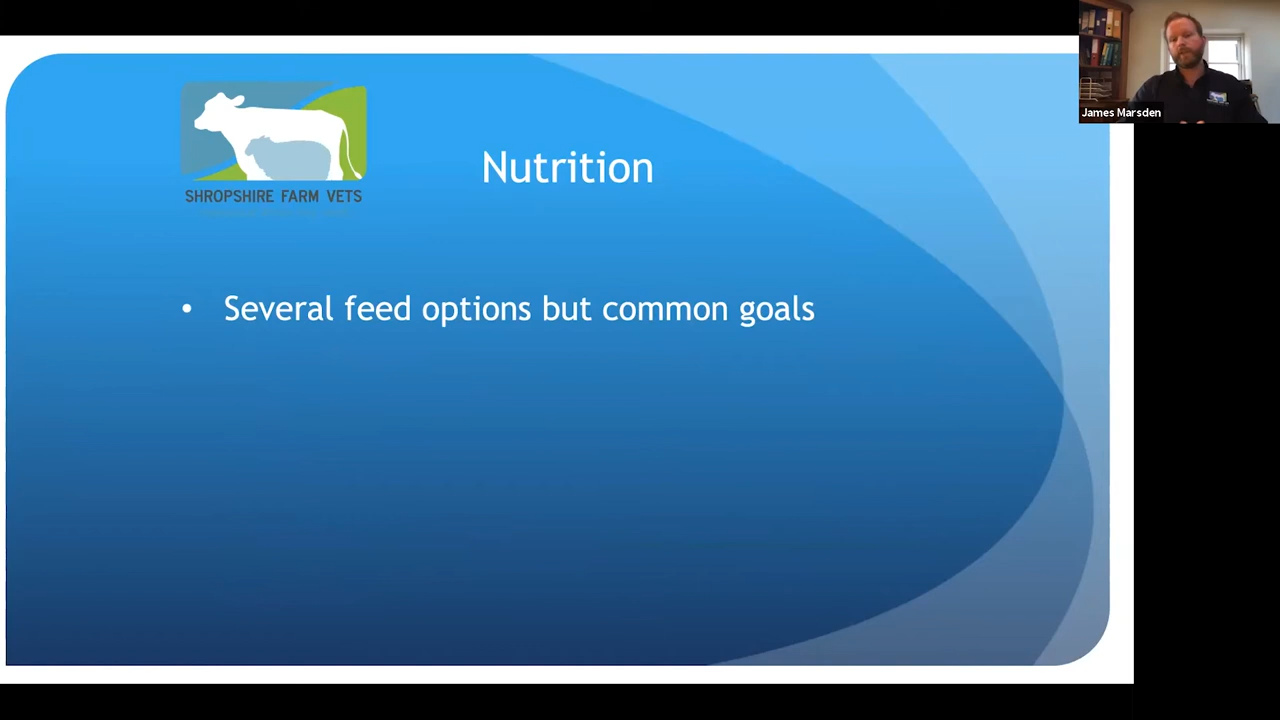 James Marsden
SHROPSHIRE FARM VETS
Nutrition
• Several feed options but common goals